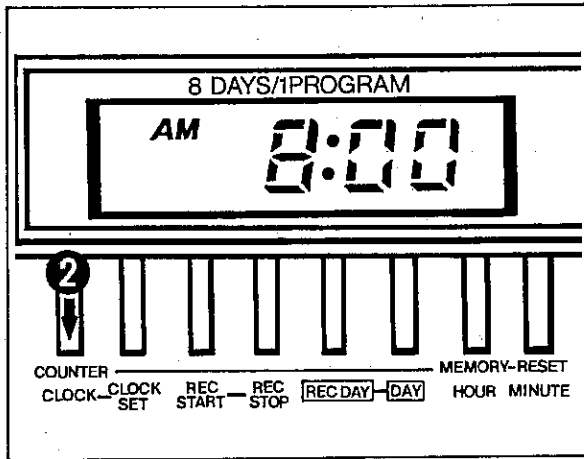 8 DAYS/1PROGRAM
AM 8:00
2
COUNTER MEMORY-RESET
CLOCK-CLOCK SET REC START-REC STOP REC DAY-DAY HOUR MINUTE